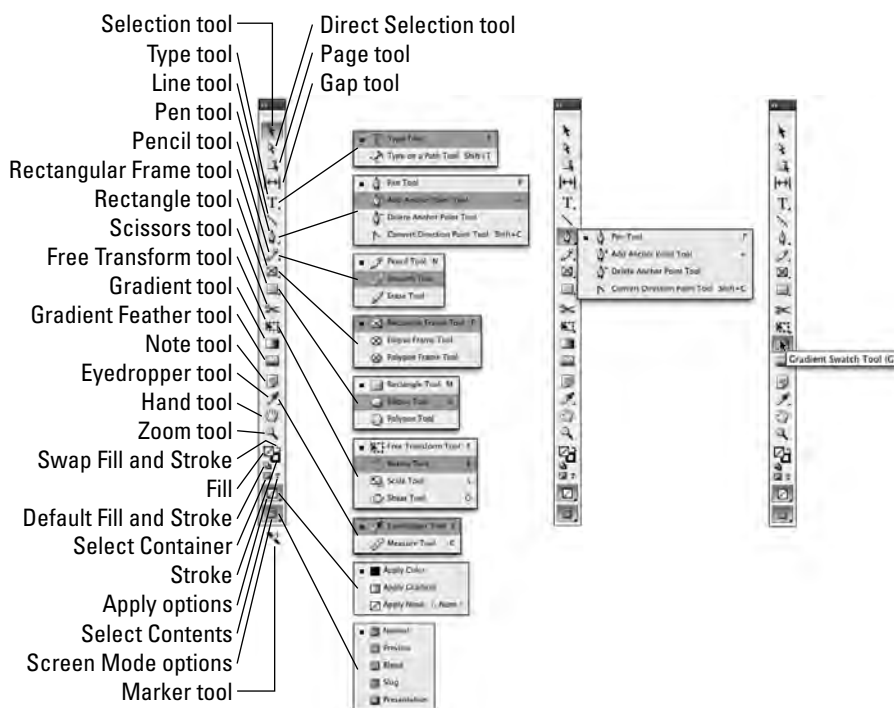 Selection tool
Type tool
Line tool
Pen tool
Pencil tool
Rectangular Frame tool
Rectangle tool
Scissors tool
Free Transform tool
Gradient tool
Gradient Feather tool
Note tool
Eyedropper tool
Hand tool
Zoom tool
Swap Fill and Stroke
Fill
Default Fill and Stroke
Select Container
Stroke
Apply options
Select Contents
Screen Mode options
Marker tool
Direct Selection tool
Page tool
Gap tool
Type Tool T
Type on a Path Tool Shift+T
Pen Tool P
Add Anchor Point Tool =
Delete Anchor Point Tool -
Convert Direction Point Tool Shift+C
Pencil Tool N
Smooth Tool
Erase Tool
Rectangle Frame Tool F
Ellipse Frame Tool
Polygon Frame Tool
Rectangle Tool M
Ellipse Tool L
Polygon Tool
Free Transform Tool E
Rotate Tool R
Scale Tool S
Shear Tool O
Eyedropper Tool I
Measure Tool K
Apply Color
Apply Gradient
Apply None
Normal
Preview
Bleed
Slug
Presentation
Pen Tool P
Add Anchor Point Tool =
Delete Anchor Point Tool -
Convert Direction Point Tool Shift+C
Gradient Swatch Tool (G